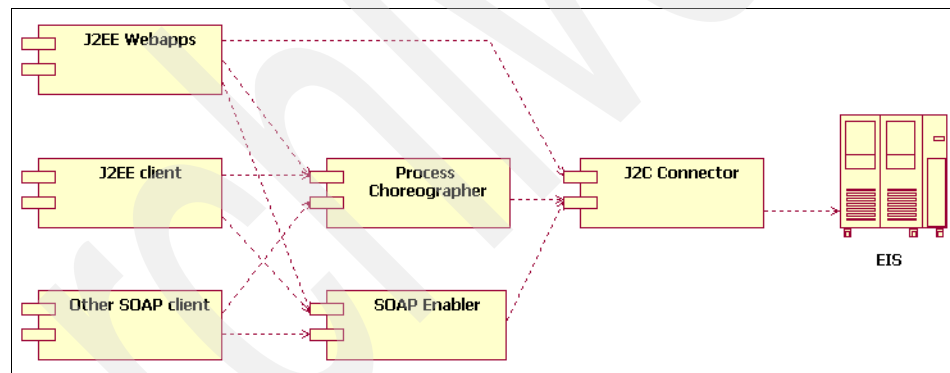 J2EE Webapps
J2EE client
Process
Choreographer
J2C Connector
EIS
Other SOAP client
SOAP Enabler